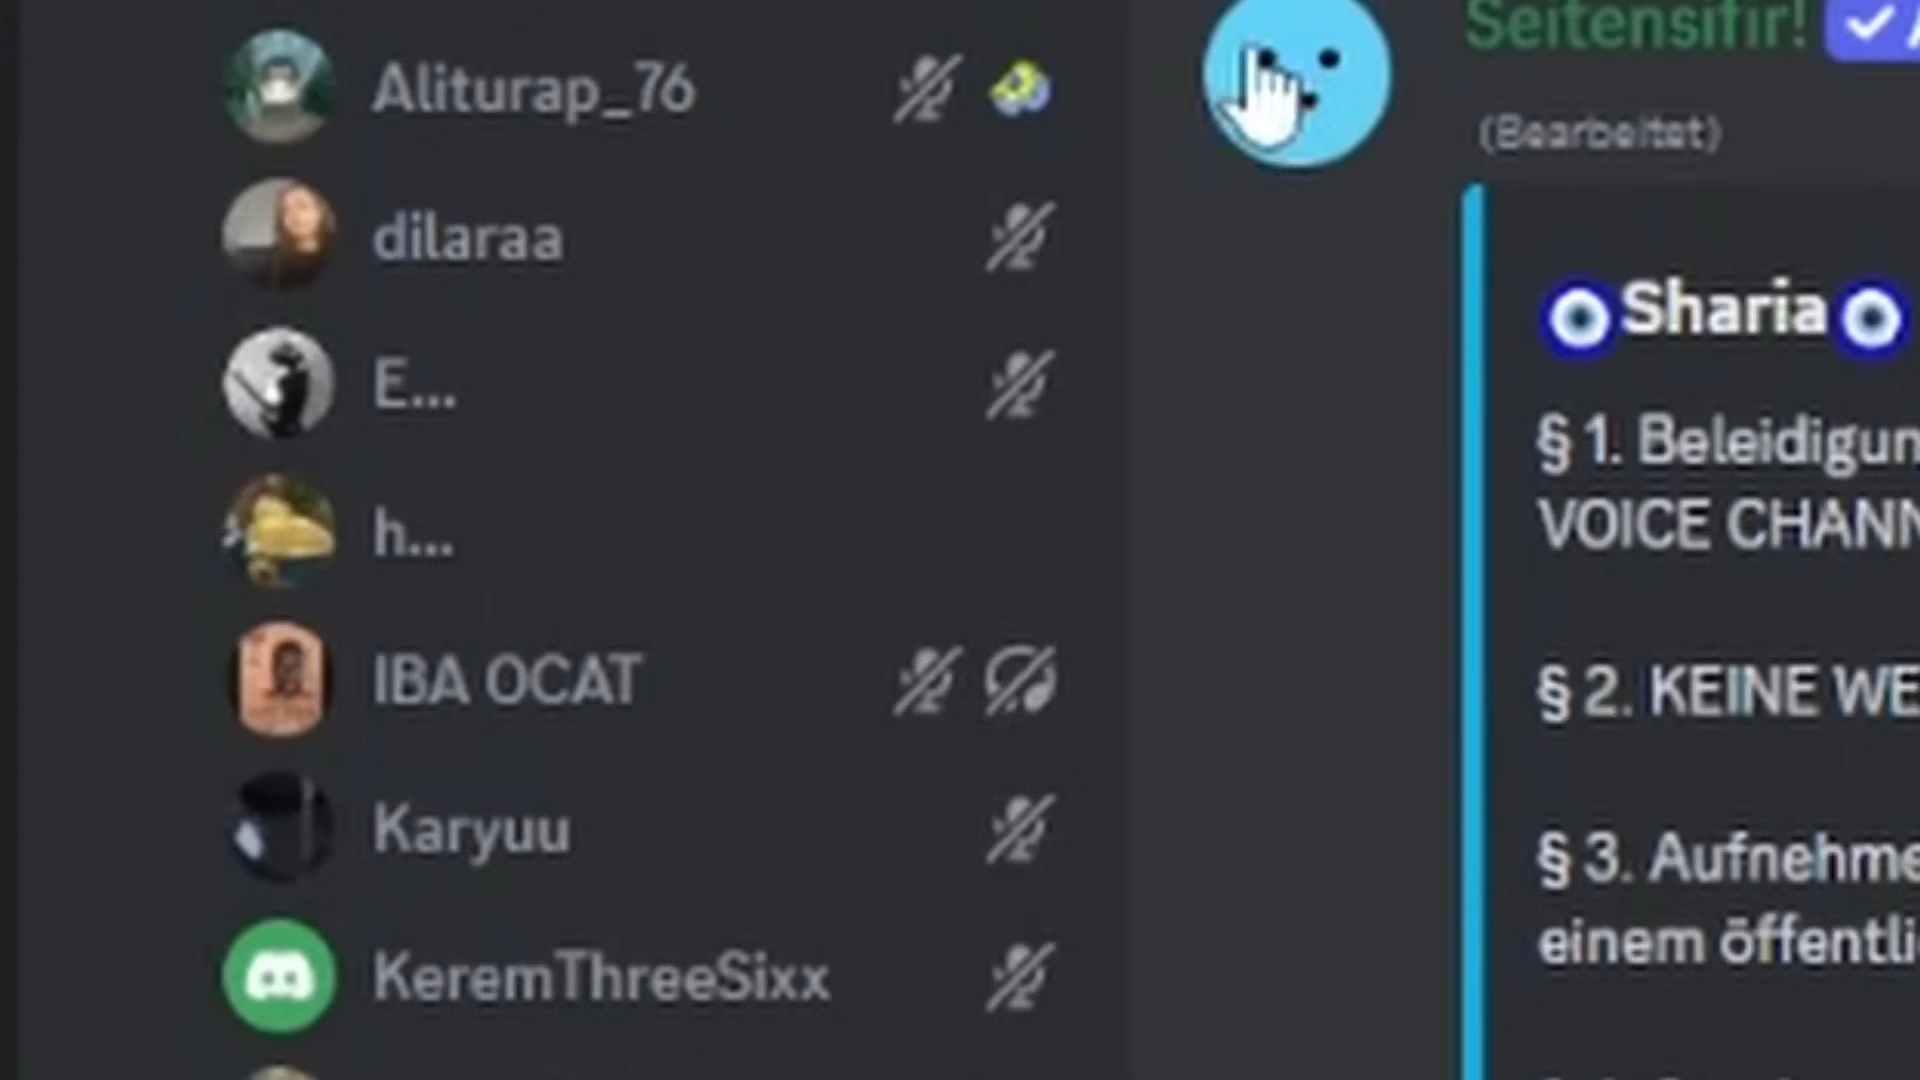 Aliturap_76
dilaraa
E...
h...
IBA OCAT
Karyuu
KeremThreeSixx
Seitensifir!
(Bearbeitet)
Sharia
§ 1. Beleidigun
VOICE CHANN
§ 2. KEINE WE
§ 3. Aufnehme
einem öffentli